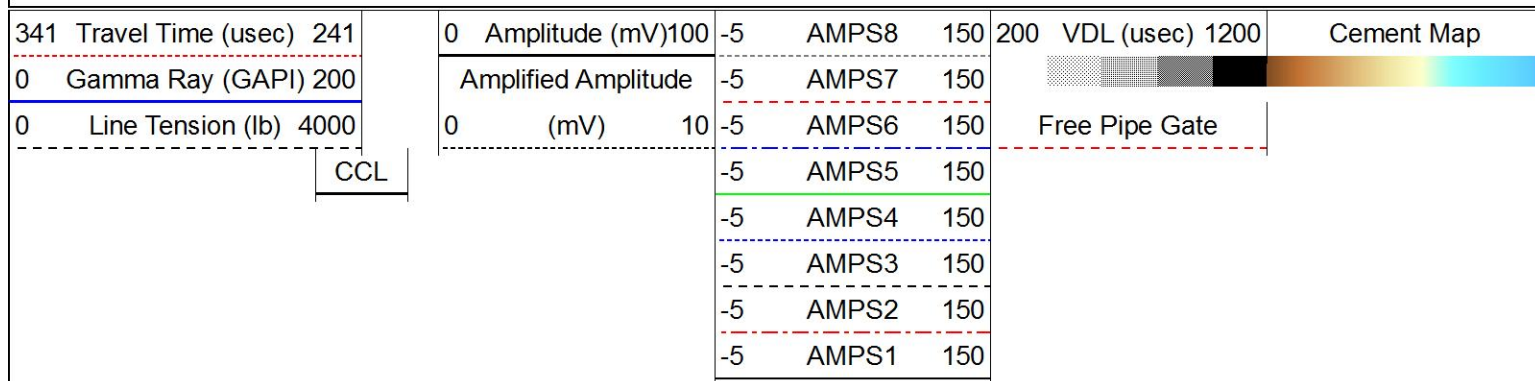 341 Travel Time (usec) 241 0 Amplitude (mV)100 -5 AMPS8 150 200 VDL (usec) 1200 Cement Map
0 Gamma Ray (GAPI) 200 Amplified Amplitude -5 AMPS7 150
0 Line Tension (lb) 4000 0 (mV) 10 -5 AMPS6 150 Free Pipe Gate
CCL -5 AMPS5 150
-5 AMPS4 150
-5 AMPS3 150
-5 AMPS2 150
-5 AMPS1 150